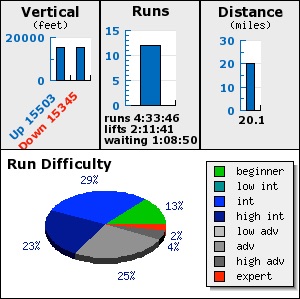 Vertical
(feet)
20000
0
Up 15503
Down 15345
Runs
15
10
5
0
runs 4:33:46
lifts 2:11:41
waiting 1:08:50
Distance
(miles)
30
20
10
0
20.1
Run Difficulty
29%
13%
2%
4%
25%
23%
beginner
low int
int
high int
low adv
adv
high adv
expert